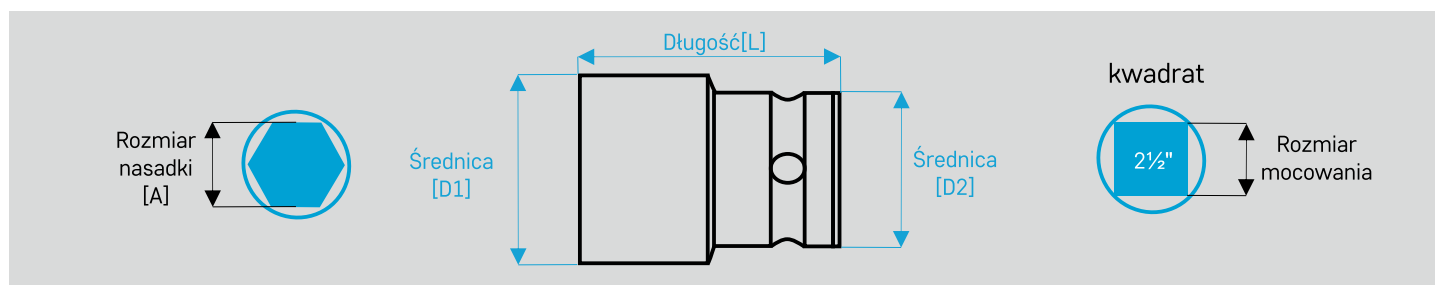 Rozmiar
nasadki
[A]
Długość[L]
Średnica
[D1]
Średnica
[D2]
kwadrat
2½"
Rozmiar
mocowania